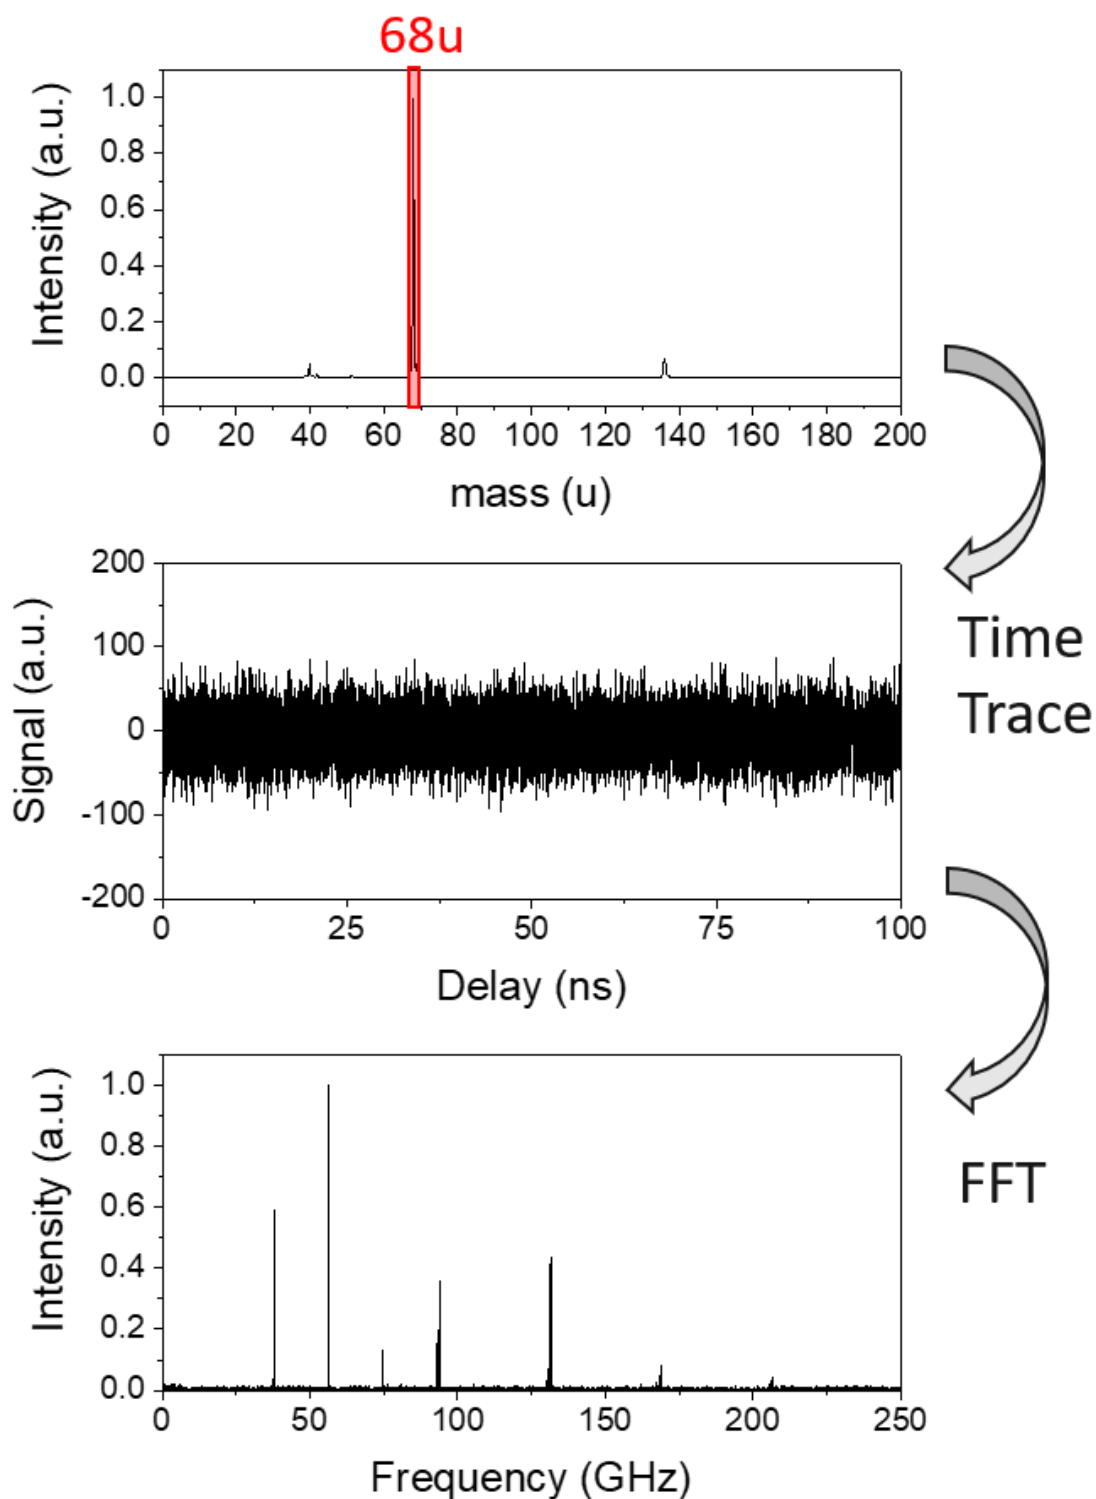 68u
Intensity (a.u.)
1.0
0.8
0.6
0.4
0.2
0.0
0 20 40 60 80 100 120 140 160 180 200
mass (u)
Signal (a.u.)
200
100
0
-100
-200
0 25 50 75 100
Delay (ns)
Time
Trace
Intensity (a.u.)
1.0
0.8
0.6
0.4
0.2
0.0
0 50 100 150 200 250
Frequency (GHz)
FFT